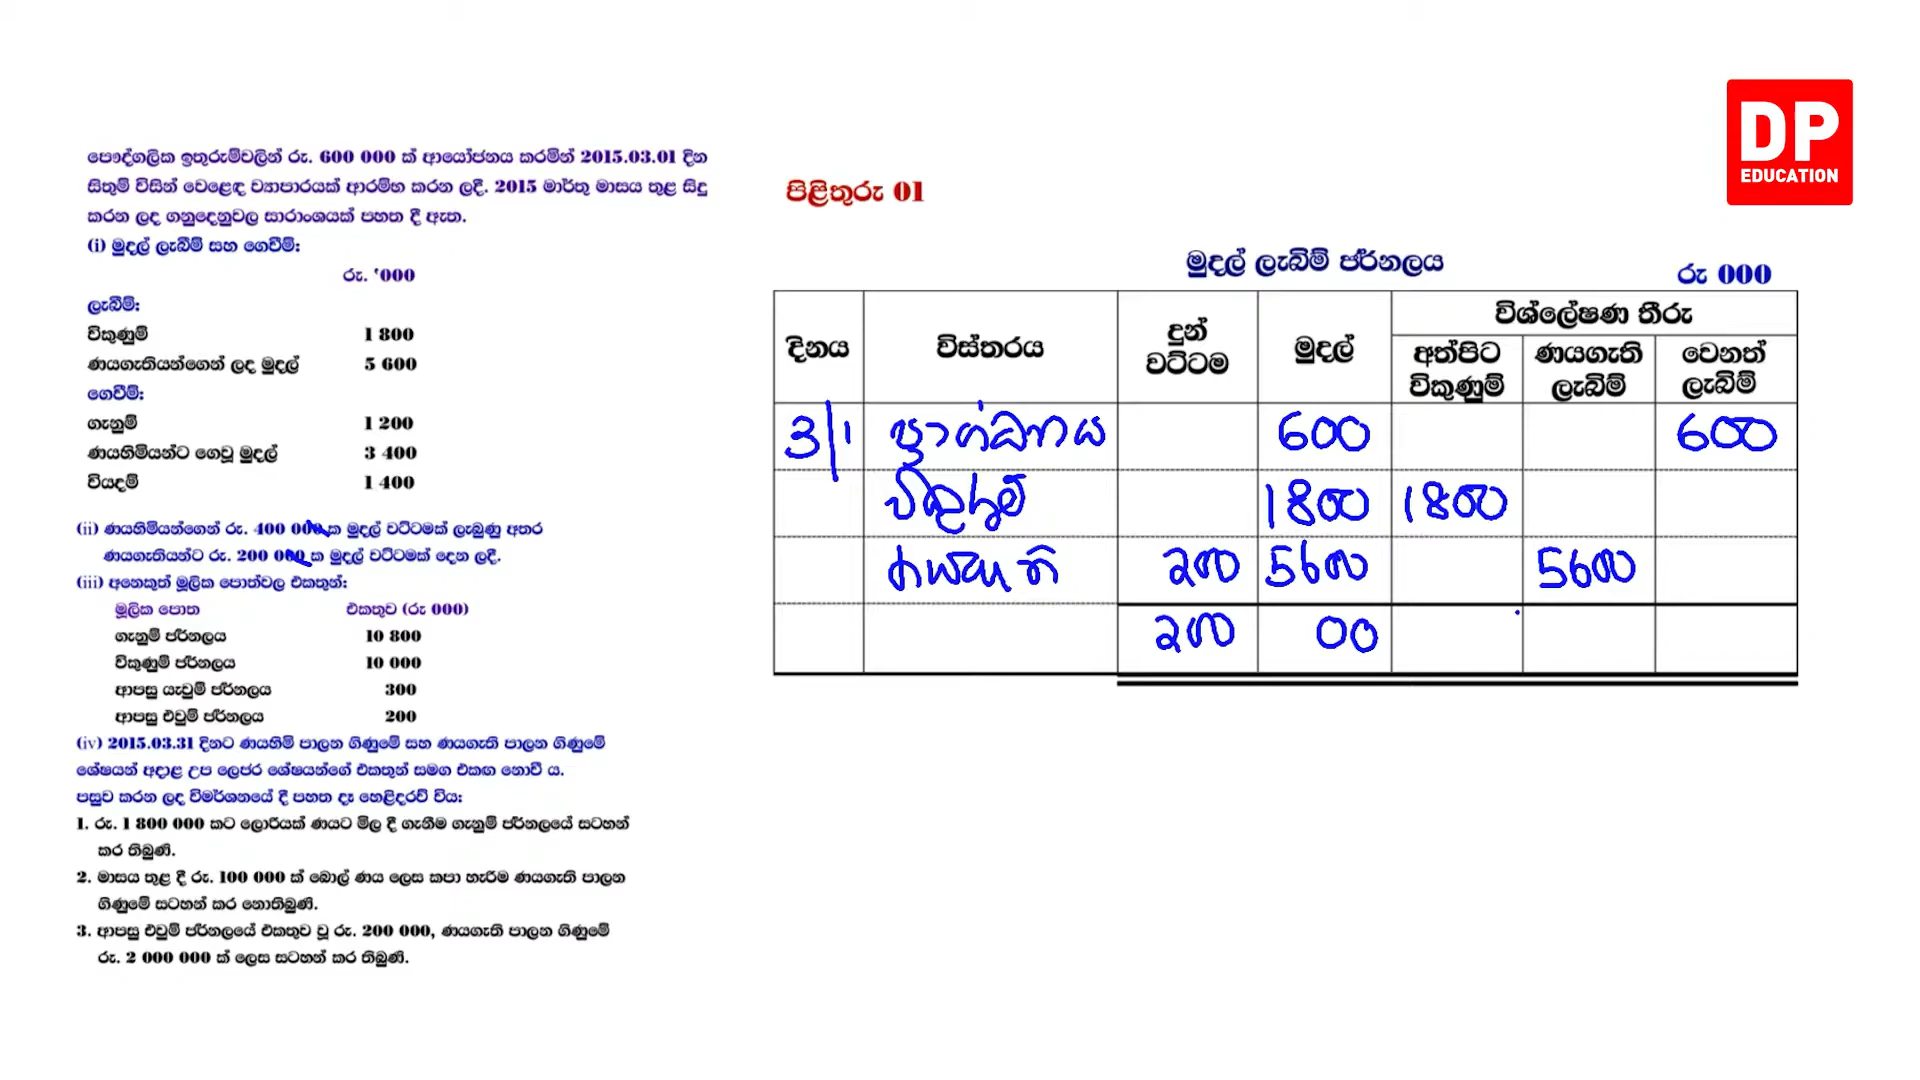 DP
EDUCATION
පෞද්ගලික ඉතුරුම්වලින් රු. 600 000 ක් ආයෝජනය කරමින් 2015.03.01 දින
සිතුම් විසින් වෙළෙඳ ව්‍යාපාරයක් ආරම්භ කරන ලදී. 2015 මාර්තු මාසය තුළ සිදු
කරන ලද ගනුදෙනුවල සාරාංශයක් පහත දී ඇත.
(i) මුදල් ලැබීම් සහ ගෙවීම්:
රු. '000
ලැබීම්:
විකුණුම් 1 800
ණයගැතියන්ගෙන් ලද මුදල් 5 600
ගෙවීම්:
ගැනුම් 1 200
ණයහිමියන්ට ගෙවූ මුදල් 3 400
වියදම් 1 400
(ii) ණයහිමියන්ගෙන් රු. 400 000 ක මුදල් වට්ටමක් ලැබුණු අතර
ණයගැතියන්ට රු. 200 000 ක මුදල් වට්ටමක් දෙන ලදී.
(iii) අනෙකුත් මූලික පොත්වල එකතුන්:
මූලික පොත එකතුව (රු 000)
ගැනුම් ජර්නලය 10 800
විකුණුම් ජර්නලය 10 000
ආපසු යැවුම් ජර්නලය 300
ආපසු එවුම් ජර්නලය 200
(iv) 2015.03.31 දිනට ණයහිමි පාලන ගිණුමේ සහ ණයගැති පාලන ගිණුමේ
ශේෂයන් අදාළ උප ලෙජර ශේෂයන්ගේ එකතුන් සමග එකඟ නොවී ය.
පසුව කරන ලද විමර්ශනයේ දී පහත දෑ හෙළිදරව් විය:
1. රු. 1 800 000 කට ලොරියක් ණයට මිල දී ගැනීම ගැනුම් ජර්නලයේ සටහන්
කර තිබුණි.
2. මාසය තුළ දී රු. 100 000 ක් බොල් ණය ලෙස කපා හැරීම ණයගැති පාලන
ගිණුමේ සටහන් කර නොතිබුණි.
3. ආපසු එවුම් ජර්නලයේ එකතුව වූ රු. 200 000, ණයගැති පාලන ගිණුමේ
රු. 2 000 000 ක් ලෙස සටහන් කර තිබුණි.
පිළිතුරු 01
මුදල් ලැබිම් ජර්නලය රු 000
දිනය විස්තරය දුන් වට්ටම මුදල් විශ්ලේෂණ තීරු
අත්පිට විකුණුම් ණයගැති ලැබිම් වෙනත් ලැබිම්
3/1 ප්‍රාග්ධනය 600 600
විකුණුම් 1800 1800
ණයගැති 200 5600 5600
200 00